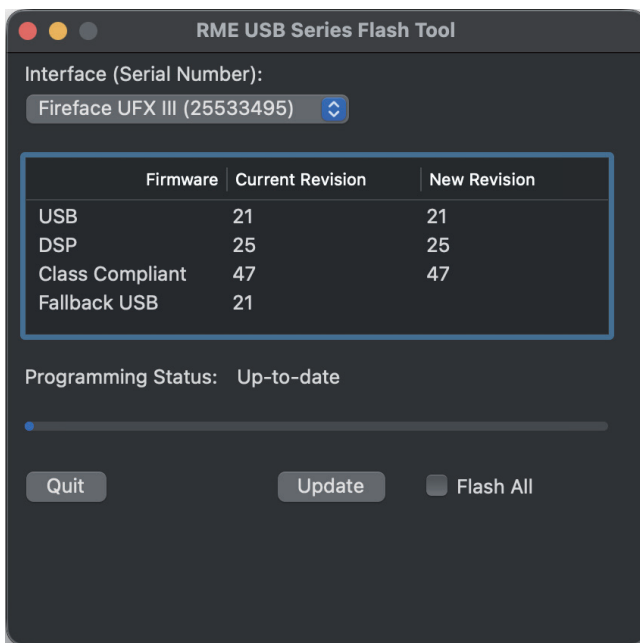 RME USB Series Flash Tool
Interface (Serial Number):
Fireface UFX III (25533495)
Firmware Current Revision New Revision
USB 21 21
DSP 25 25
Class Compliant 47 47
Fallback USB 21
Programming Status: Up-to-date
Quit Update Flash All